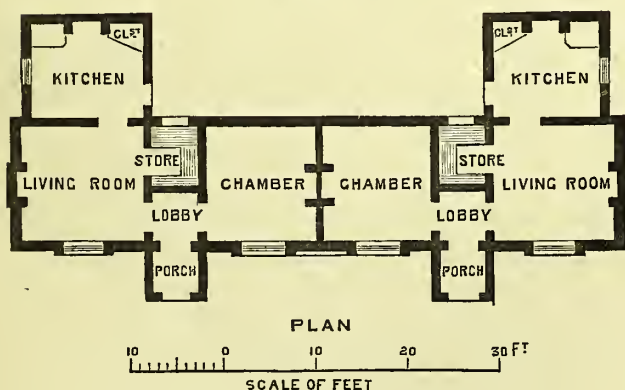 CLST CLST
KITCHEN KITCHEN
STORE STORE
LIVING ROOM CHAMBER CHAMBER LIVING ROOM
LOBBY LOBBY
PORCH PORCH
PLAN
10 0 10 20 30 FT
SCALE OF FEET